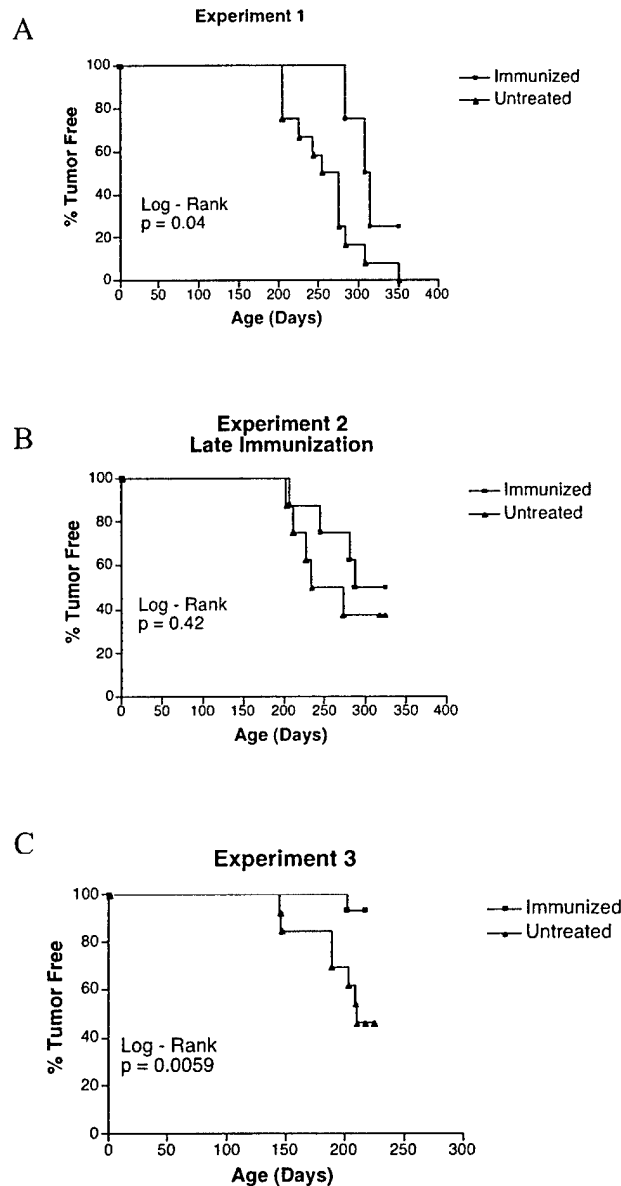 A
Experiment 1
100
80
60
40
20
0
% Tumor Free
Log - Rank
p = 0.04
Immunized
Untreated
0 50 100 150 200 250 300 350 400
Age (Days)
B
Experiment 2
Late Immunization
100
80
60
40
20
0
% Tumor Free
Log - Rank
p = 0.42
Immunized
Untreated
0 50 100 150 200 250 300 350 400
Age (Days)
C
Experiment 3
100
80
60
40
20
0
% Tumor Free
Log - Rank
p = 0.0059
Immunized
Untreated
0 50 100 150 200 250 300
Age (Days)